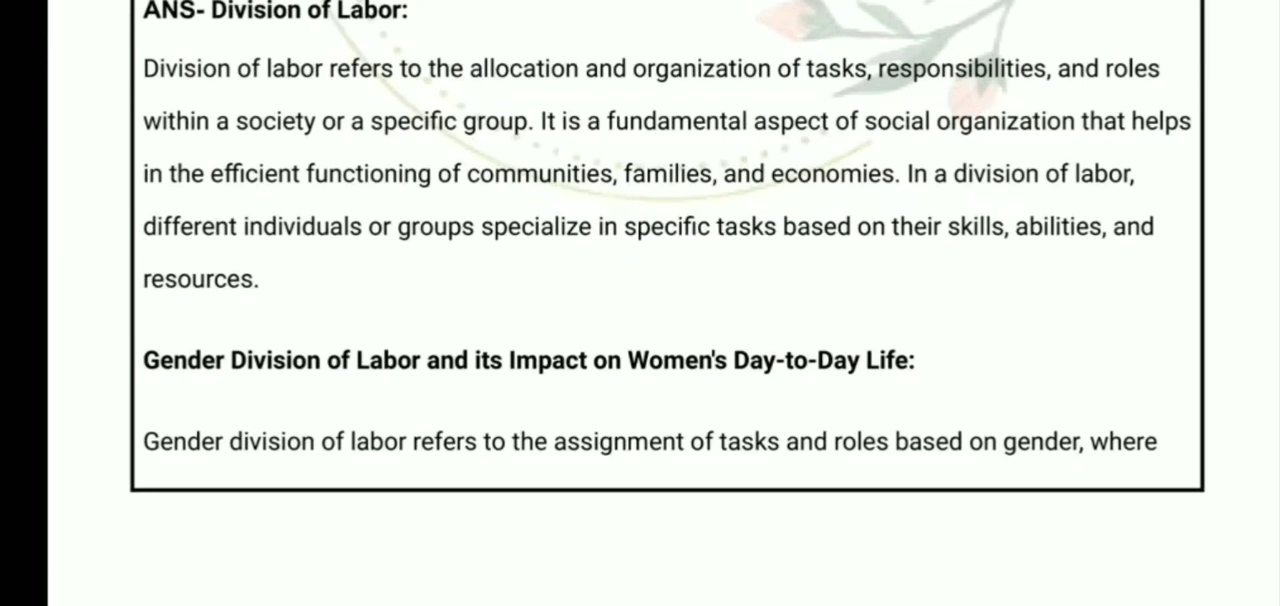 ANS- Division of Labor:
Division of labor refers to the allocation and organization of tasks, responsibilities, and roles
within a society or a specific group. It is a fundamental aspect of social organization that helps
in the efficient functioning of communities, families, and economies. In a division of labor,
different individuals or groups specialize in specific tasks based on their skills, abilities, and
resources.
Gender Division of Labor and its Impact on Women's Day-to-Day Life:
Gender division of labor refers to the assignment of tasks and roles based on gender, where